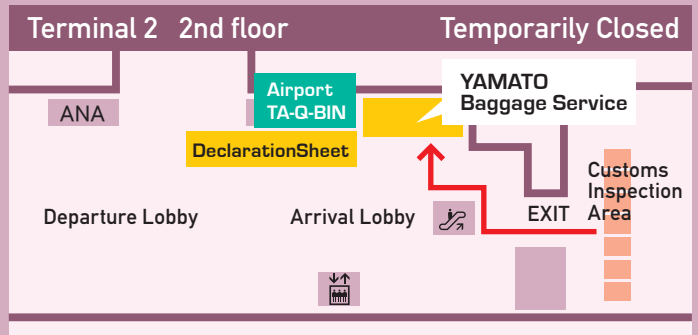 Terminal 2 2nd floor
Temporarily Closed
YAMATO
Baggage Service
Airport
TA-Q-BIN
ANA
DeclarationSheet
Customs
Inspection
Area
Departure Lobby
Arrival Lobby
EXIT